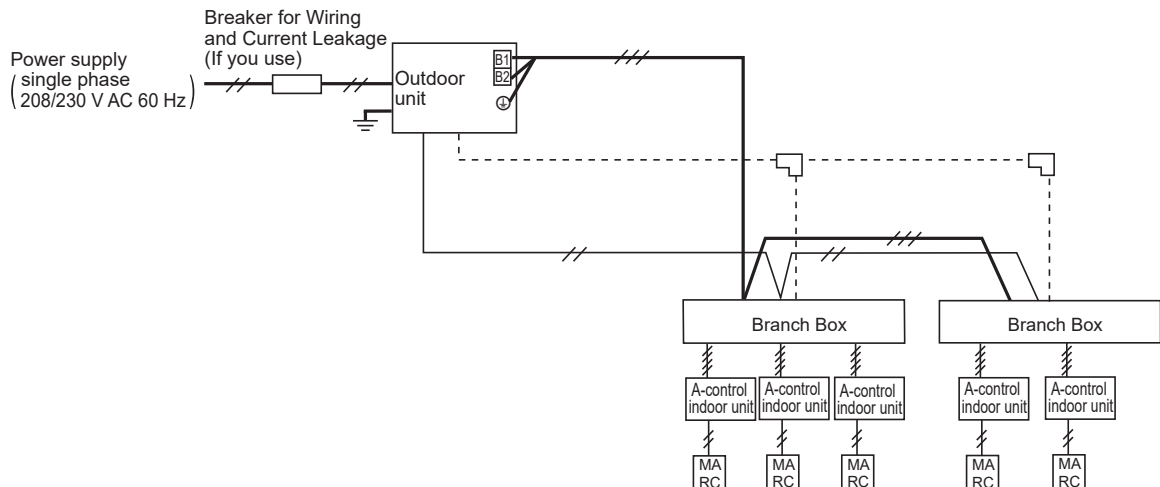 Breaker for Wiring
and Current Leakage
(If you use)
Power supply
( single phase
208/230 V AC 60 Hz )
Outdoor
unit
B1
B2
Branch Box
Branch Box
A-control
indoor unit
A-control
indoor unit
A-control
indoor unit
A-control
indoor unit
A-control
indoor unit
MA
RC
MA
RC
MA
RC
MA
RC
MA
RC